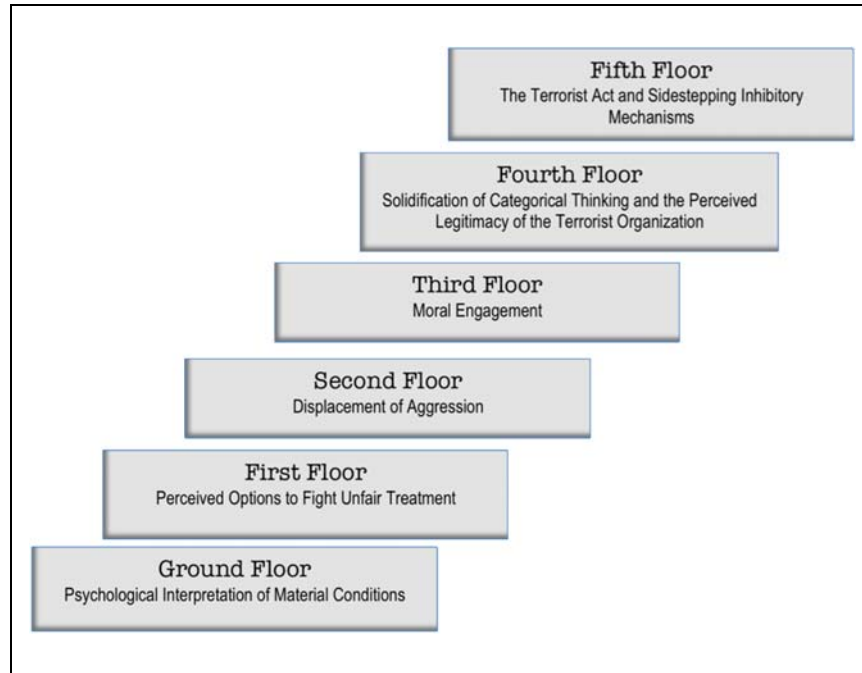 Fifth Floor
The Terrorist Act and Sidestepping Inhibitory
Mechanisms
Fourth Floor
Solidification of Categorical Thinking and the Perceived
Legitimacy of the Terrorist Organization
Third Floor
Moral Engagement
Second Floor
Displacement of Aggression
First Floor
Perceived Options to Fight Unfair Treatment
Ground Floor
Psychological Interpretation of Material Conditions